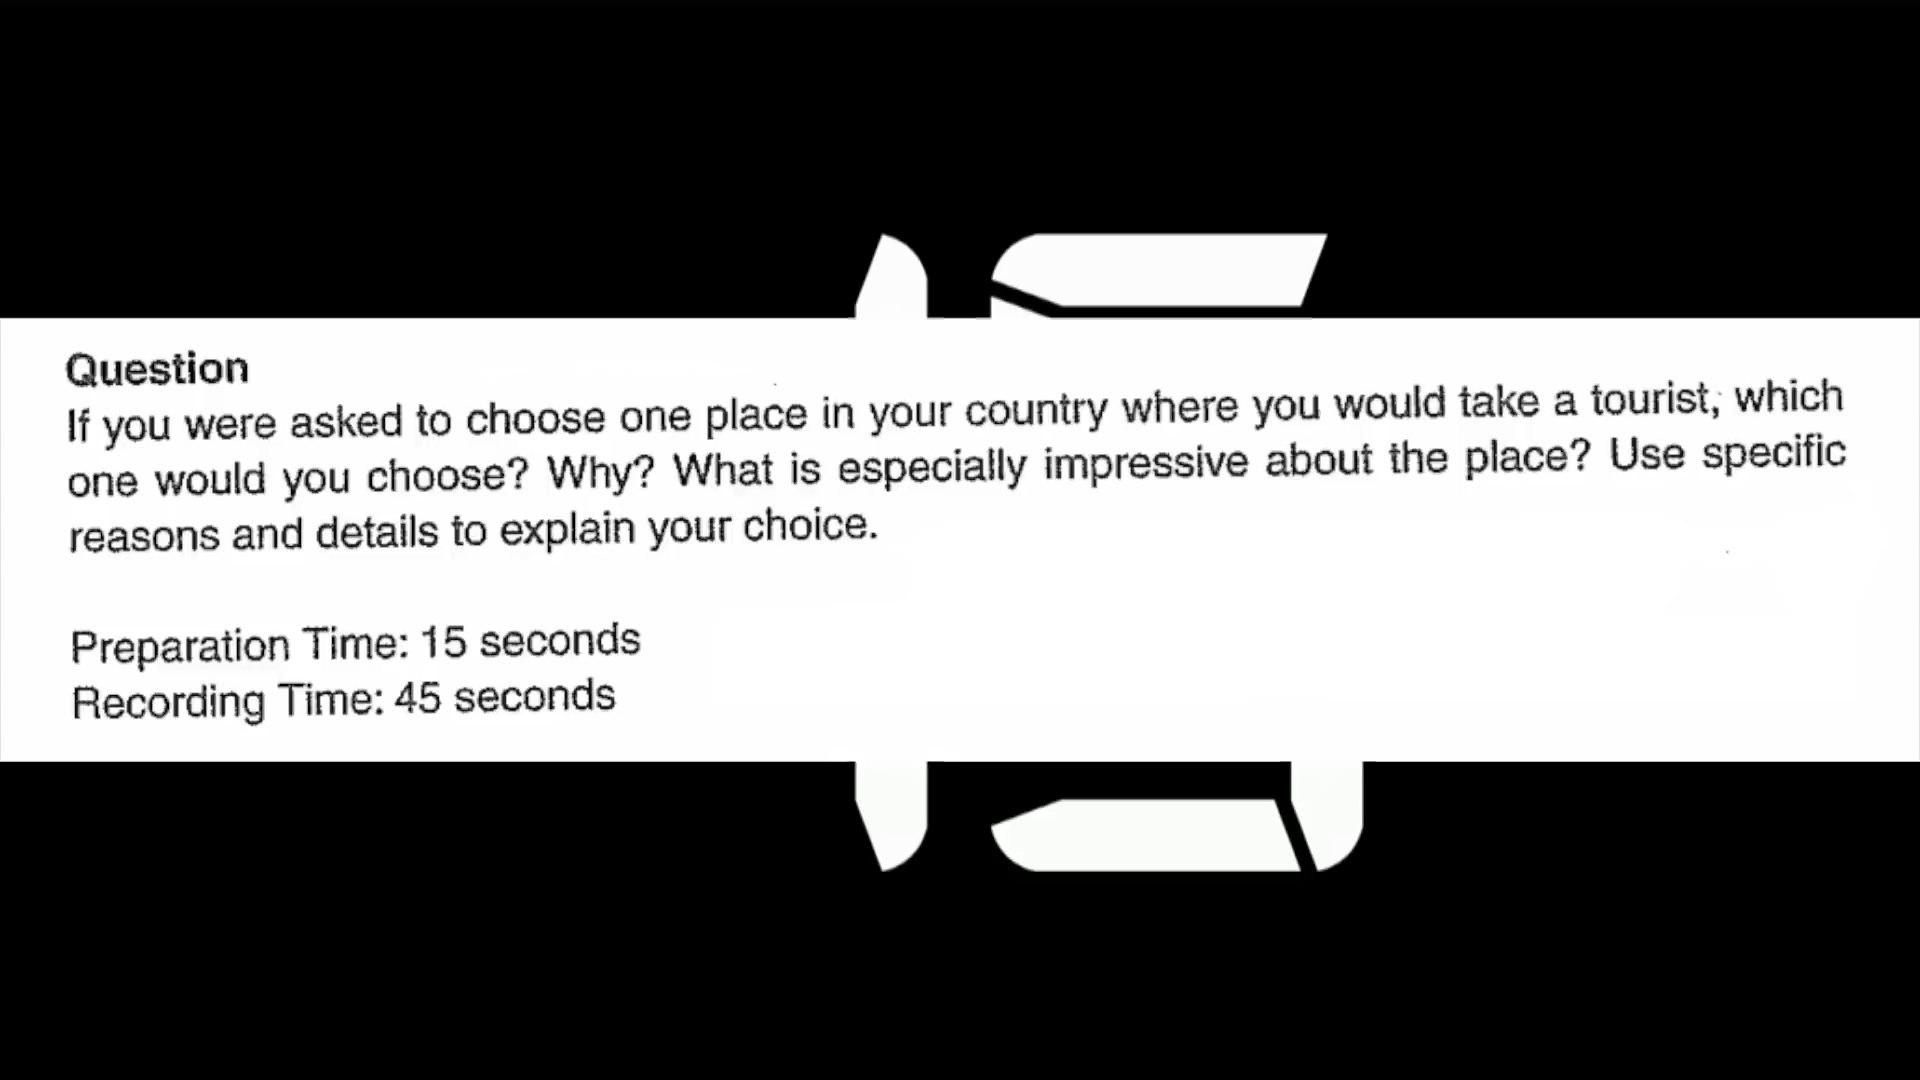 Question
If you were asked to choose one place in your country where you would take a tourist, which
one would you choose? Why? What is especially impressive about the place? Use specific
reasons and details to explain your choice.
Preparation Time: 15 seconds
Recording Time: 45 seconds